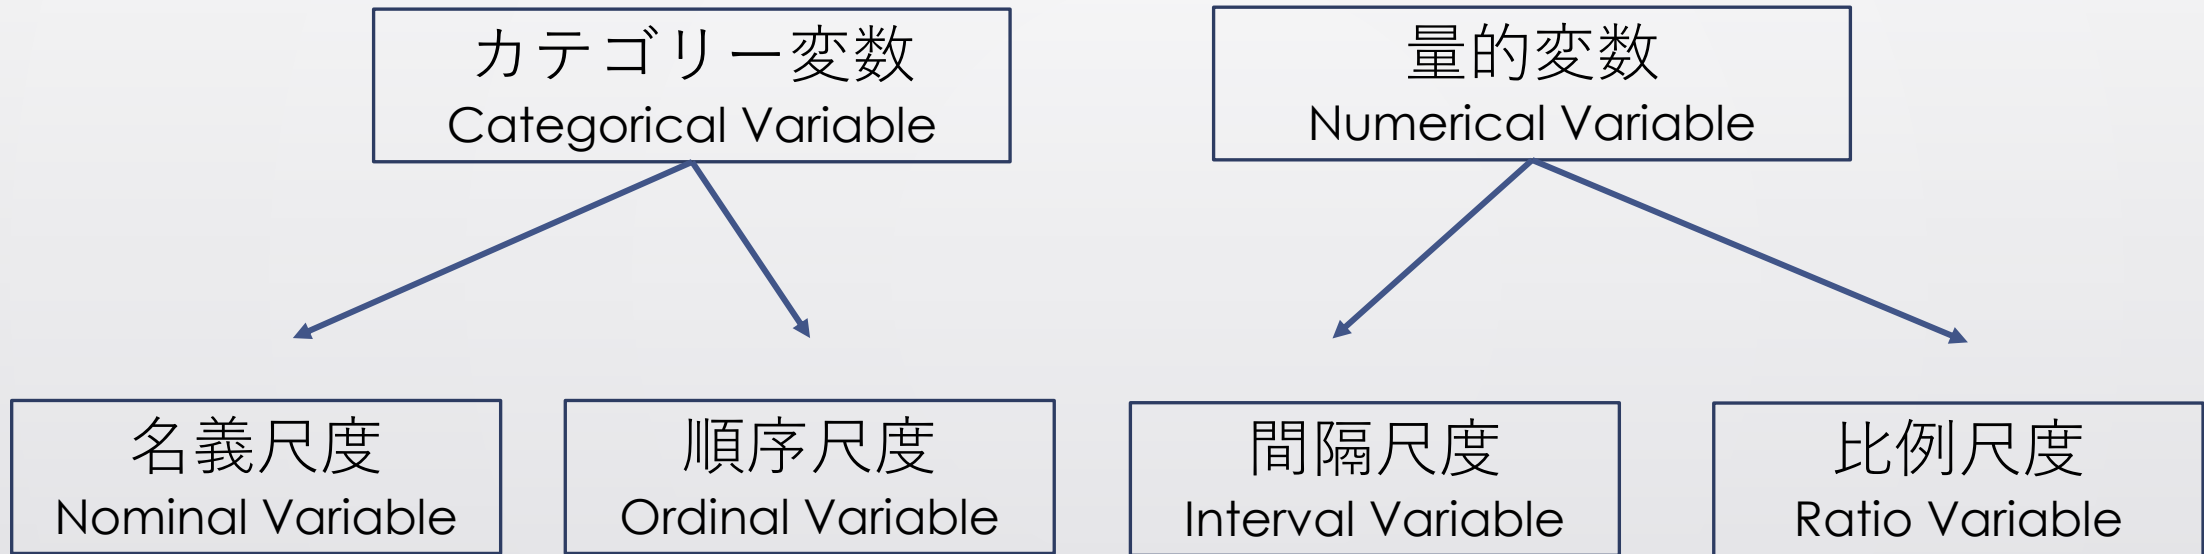 カテゴリー変数
Categorical Variable
量的変数
Numerical Variable
名義尺度
Nominal Variable
順序尺度
Ordinal Variable
間隔尺度
Interval Variable
比例尺度
Ratio Variable